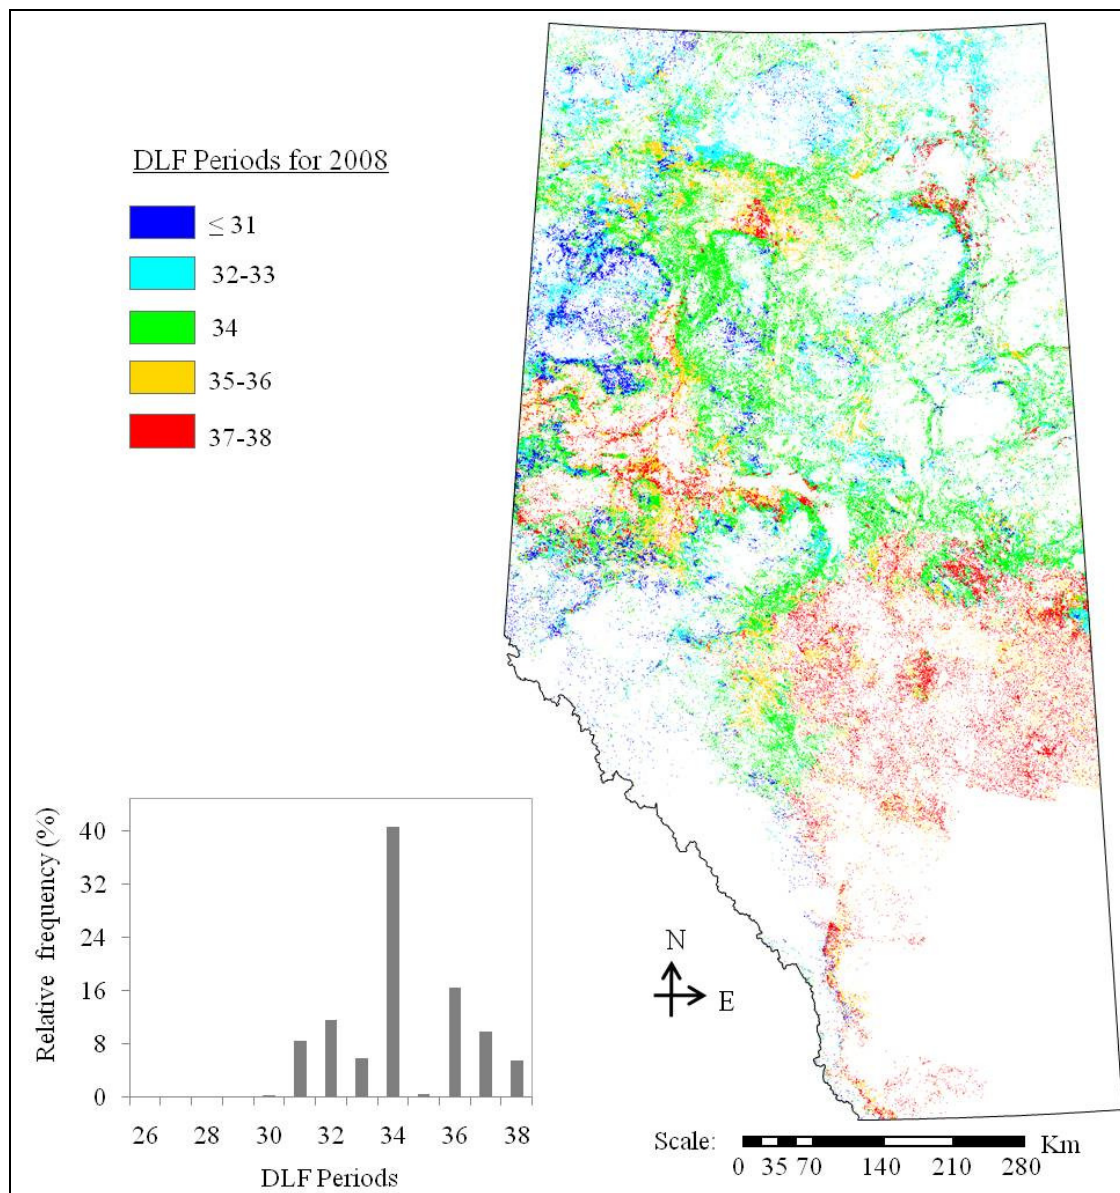 DLF Periods for 2008
≤ 31
32-33
34
35-36
37-38
Relative frequency (%)
40
32
24
16
8
0
26 28 30 32 34 36 38
DLF Periods
N
E
Scale:
Km
0 35 70 140 210 280